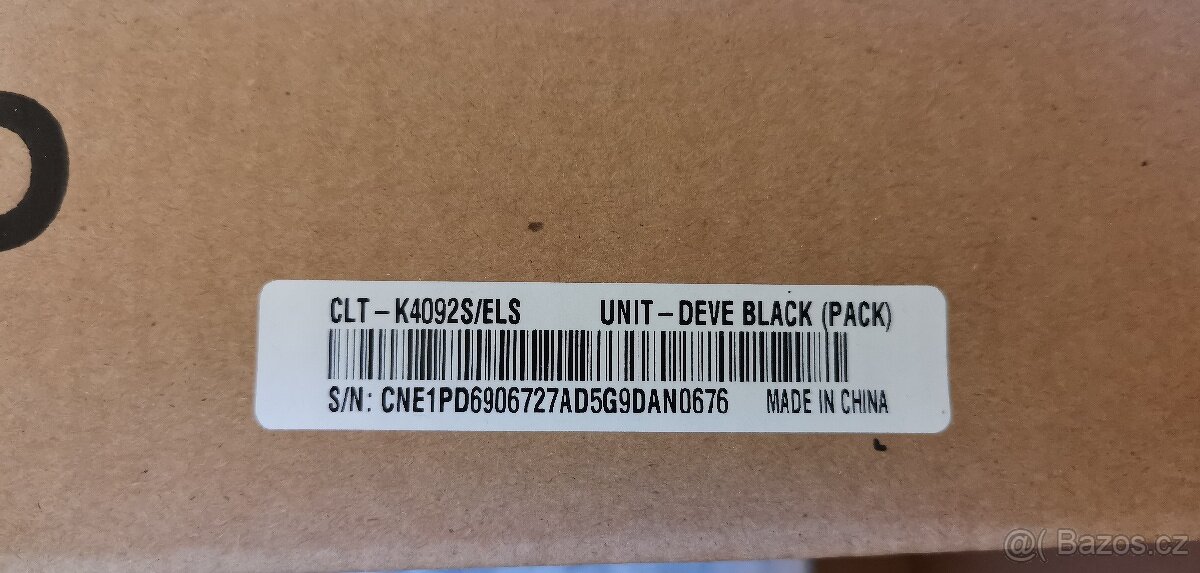 CLT-K4092S/ELS UNIT-DEVE BLACK (PACK)
S/N: CNE1PD6906727AD5G9DAN0676 MADE IN CHINA
@( Bazos.cz